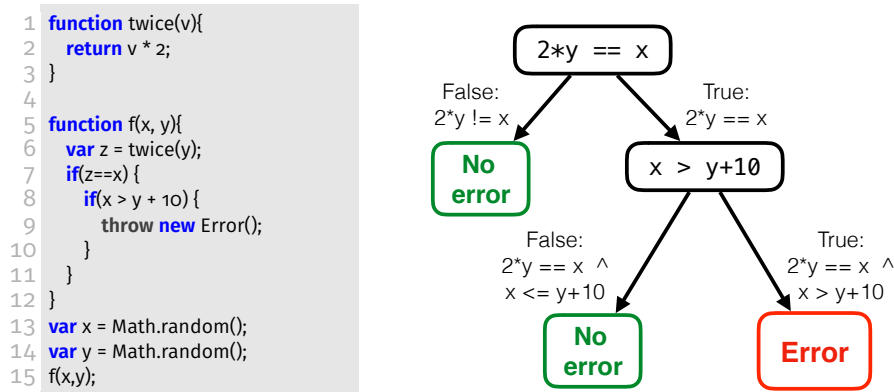 1 function twice(v){
2 return v * 2;
3 }
4
5 function f(x, y){
6 var z = twice(y);
7 if(z==x) {
8 if(x > y + 10) {
9 throw new Error();
10 }
11 }
12 }
13 var x = Math.random();
14 var y = Math.random();
15 f(x,y);
2*y == x
False:
2*y != x
True:
2*y == x
No
error
x > y+10
False:
2*y == x ^
x <= y+10
True:
2*y == x ^
x > y+10
No
error
Error